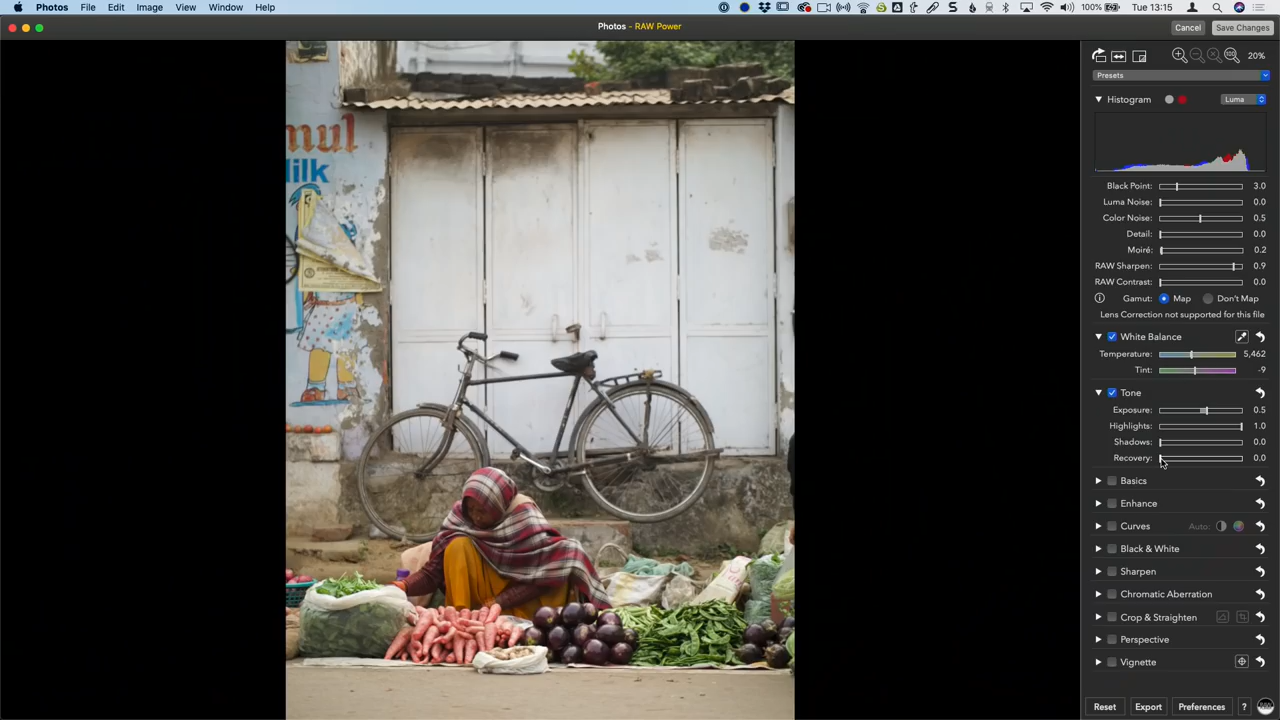 Photos File Edit Image View Window Help 100% Tue 13:15
Photos – RAW Power Cancel Save Changes
20%
Presets
Histogram Luma
Black Point: 3.0
Luma Noise: 0.0
Color Noise: 0.5
Detail: 0.0
Moiré: 0.2
RAW Sharpen: 0.9
RAW Contrast: 0.0
Gamut: Map Don't Map
Lens Correction not supported for this file
White Balance
Temperature: 5,462
Tint: -9
Tone
Exposure: 0.5
Highlights: 1.0
Shadows: 0.0
Recovery: 0.0
Basics
Enhance
Curves Auto:
Black & White
Sharpen
Chromatic Aberration
Crop & Straighten
Perspective
Vignette
Reset Export Preferences ?
mul
ilk